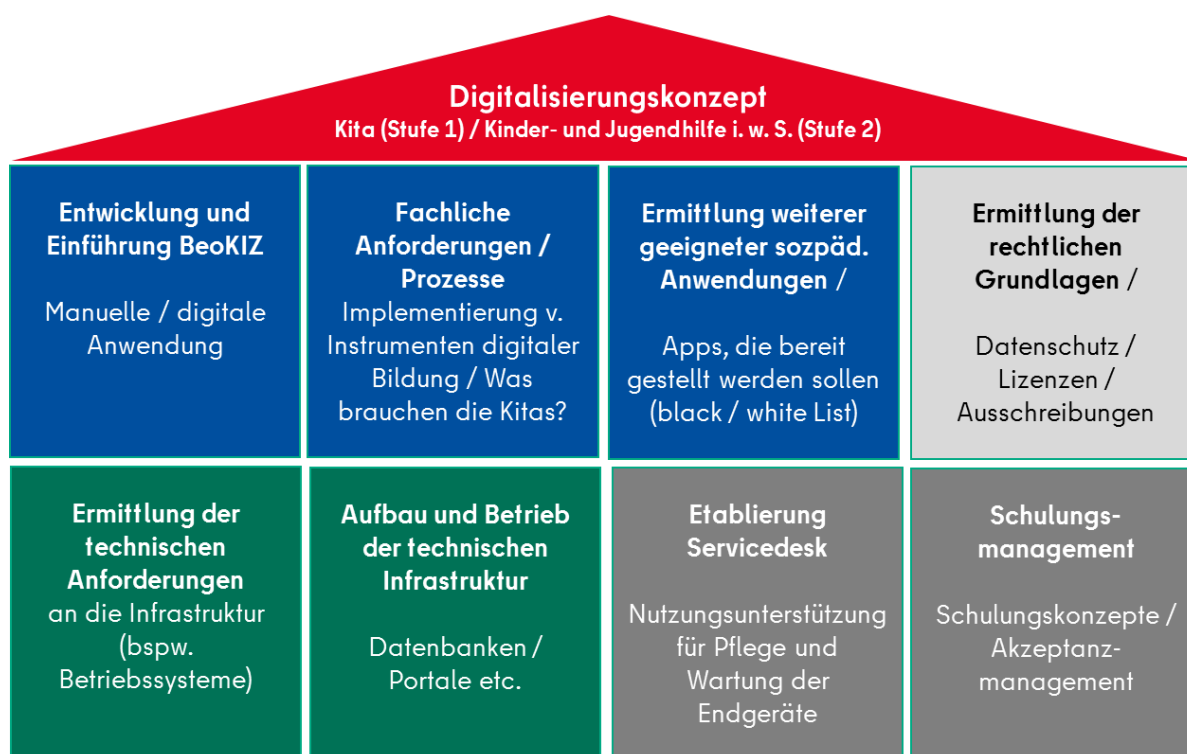 Digitalisierungskonzept
Kita (Stufe 1) / Kinder- und Jugendhilfe i. w. S. (Stufe 2)
Entwicklung und
Einführung BeoKIZ
Manuelle / digitale
Anwendung
Fachliche
Anforderungen /
Prozesse
Implementierung v.
Instrumenten digitaler
Bildung / Was
brauchen die Kitas?
Ermittlung weiterer
geeigneter sozpäd.
Anwendungen /
Apps, die bereit
gestellt werden sollen
(black / white List)
Ermittlung der
rechtlichen
Grundlagen /
Datenschutz /
Lizenzen /
Ausschreibungen
Ermittlung der
technischen
Anforderungen
an die Infrastruktur
(bspw.
Betriebssysteme)
Aufbau und Betrieb
der technischen
Infrastruktur
Datenbanken /
Portale etc.
Etablierung
Servicedesk
Nutzungsunterstützung
für Pflege und
Wartung der
Endgeräte
Schulungs-
management
Schulungskonzepte /
Akzeptanz-
management